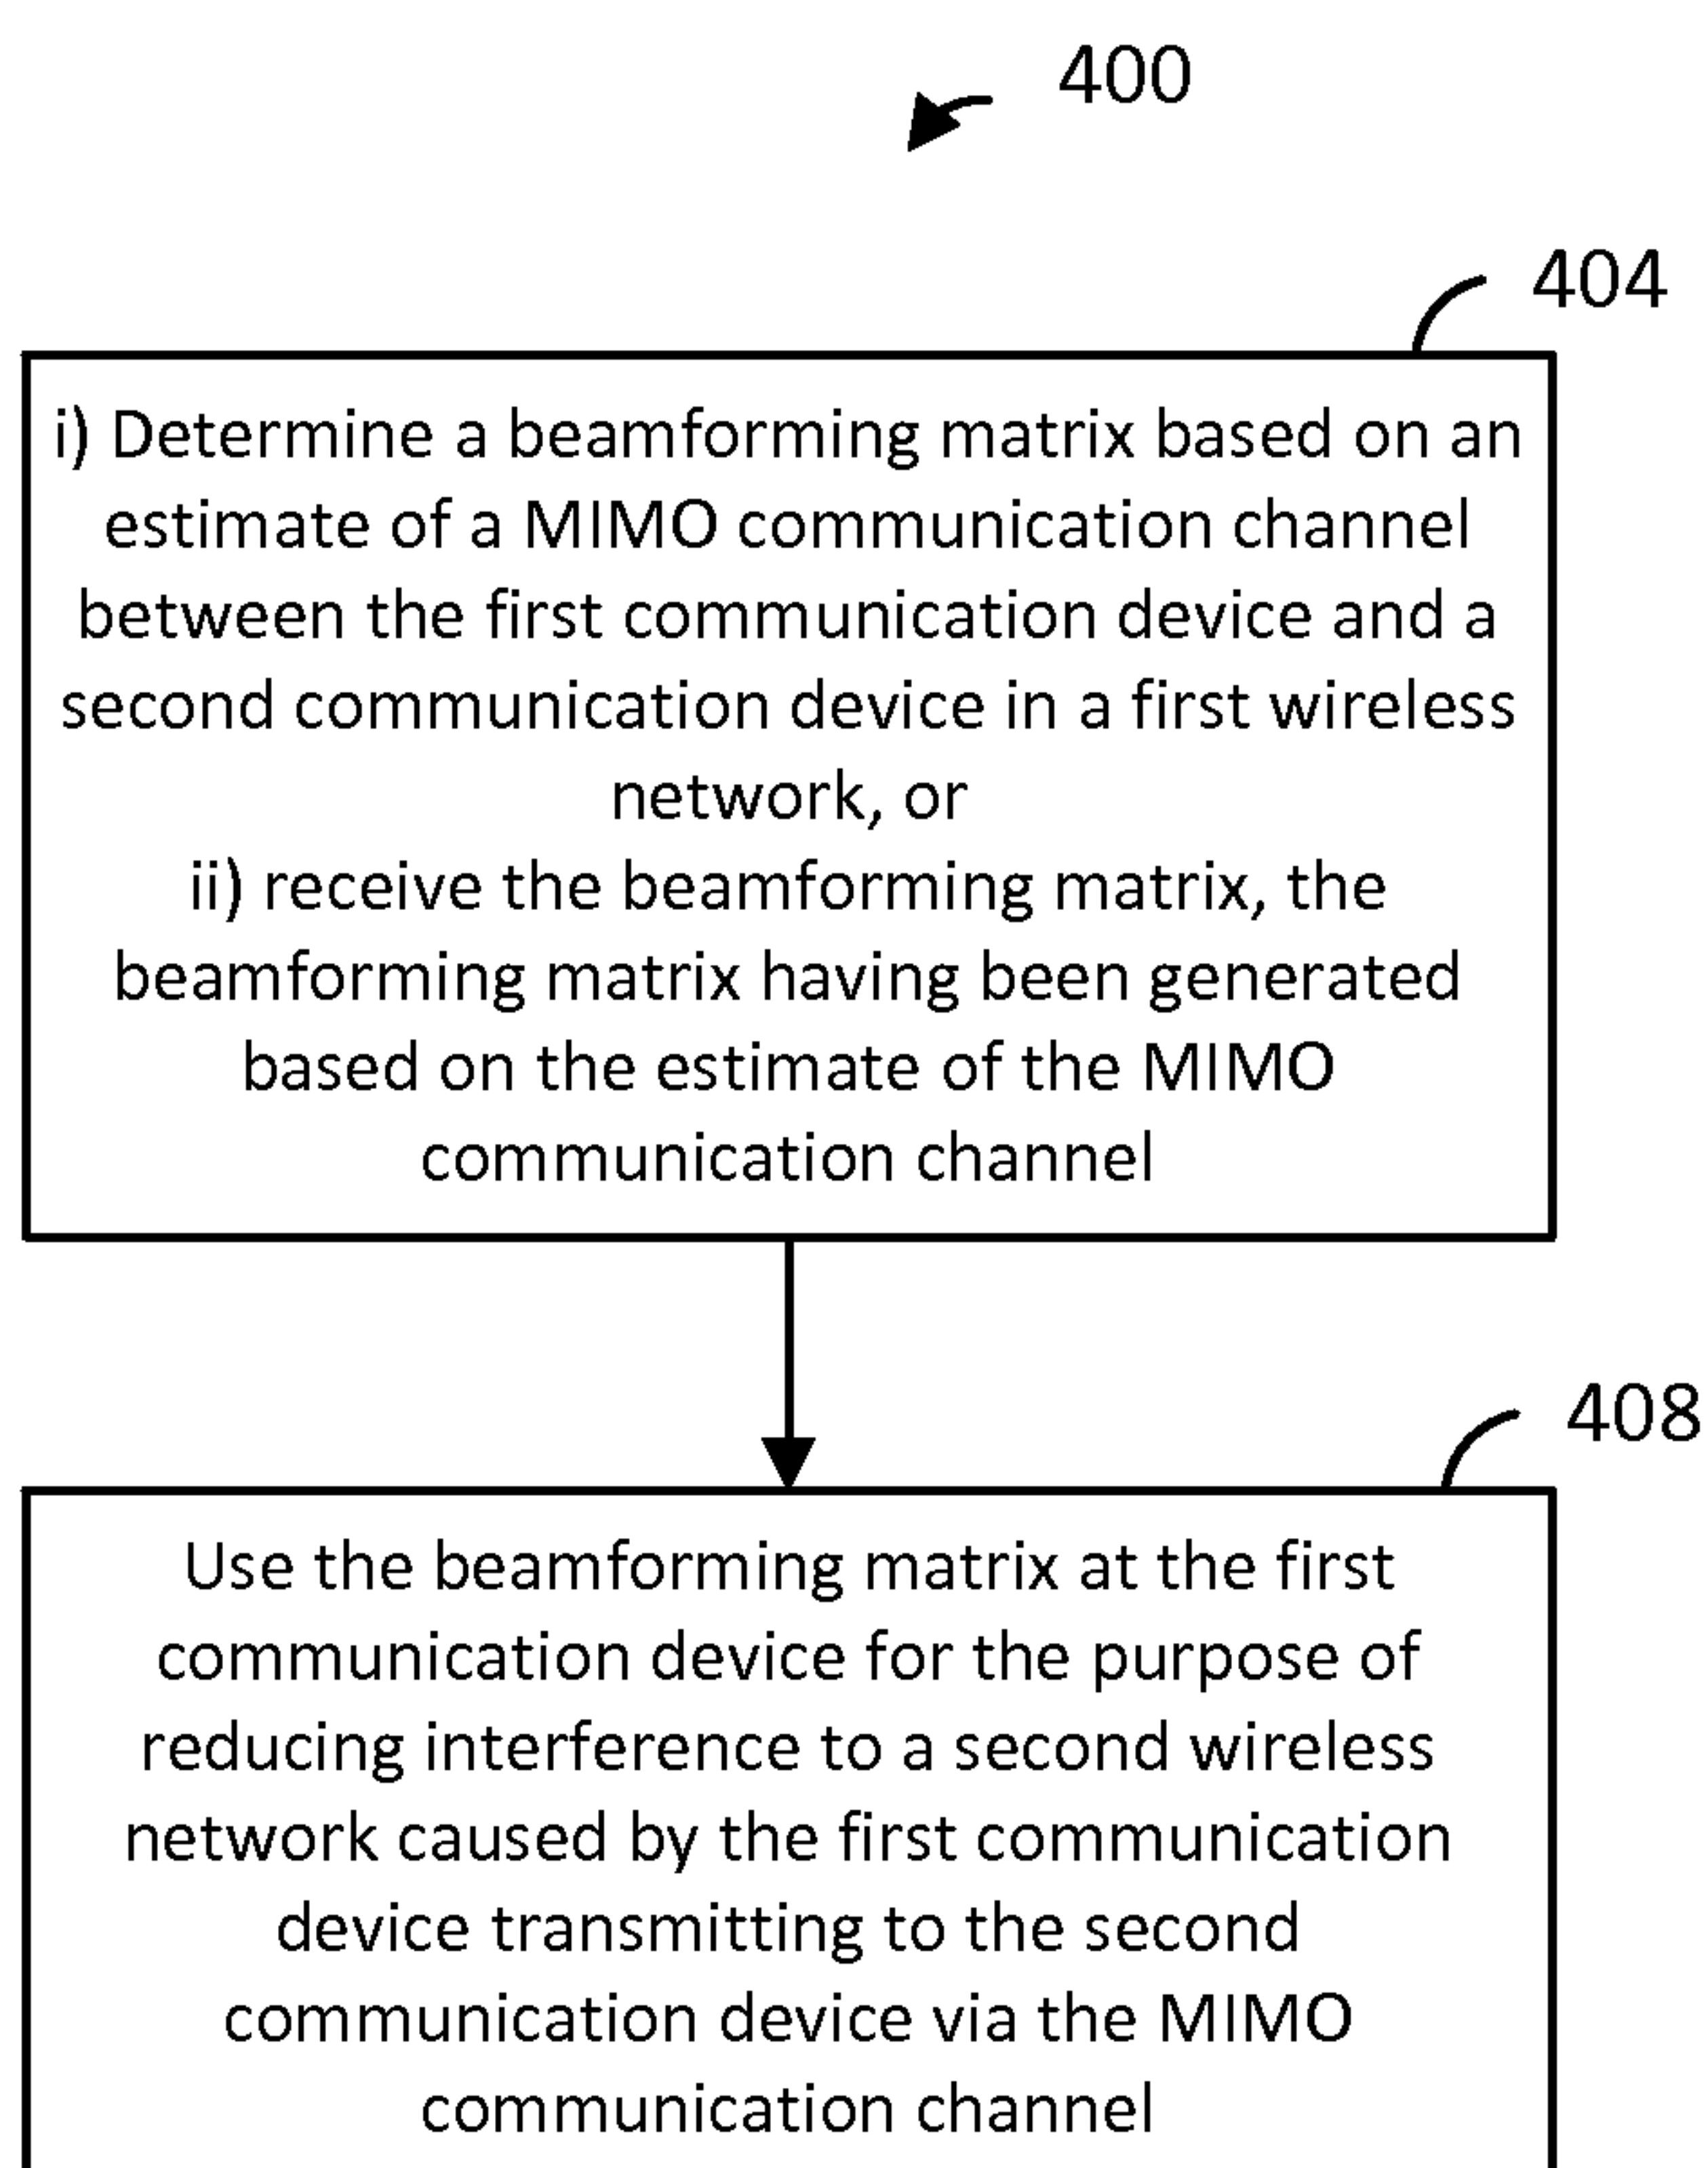 400
404
i) Determine a beamforming matrix based on an
estimate of a MIMO communication channel
between the first communication device and a
second communication device in a first wireless
network, or
ii) receive the beamforming matrix, the
beamforming matrix having been generated
based on the estimate of the MIMO
communication channel
408
Use the beamforming matrix at the first
communication device for the purpose of
reducing interference to a second wireless
network caused by the first communication
device transmitting to the second
communication device via the MIMO
communication channel